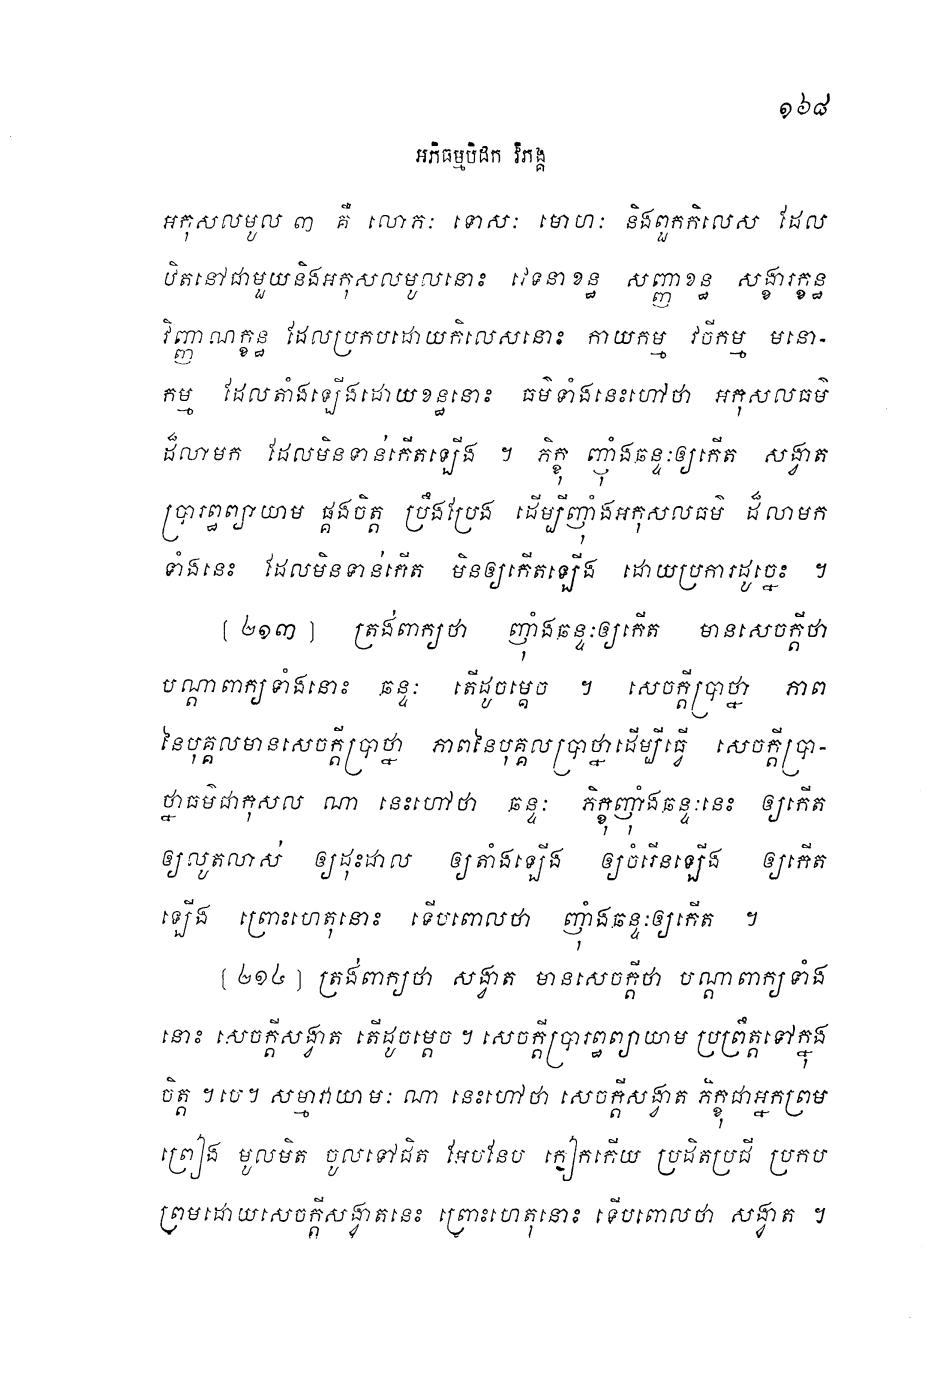 ១៦៨
អភិធម្មបិដក វិភង្គ
អកុសលមូល ៣ គឺ លោភៈ ទោសៈ មោហៈ និងពួកកិលេស ដែល
ឋិតនៅជាមួយនិងអកុសលមូលនោះ វេទនាខន្ធ សញ្ញាខន្ធ សង្ខារក្ខន្ធ
វិញ្ញាណក្ខន្ធ ដែលប្រកបដោយកិលេសនោះ កាយកម្ម វចីកម្ម មនោ-
កម្ម ដែលតាំងឡើងដោយខន្ធនោះ ធម៌ទាំងនេះហៅថា អកុសលធម៌
ដ៏លាមក ដែលមិនទាន់កើតឡើង ។ ភិក្ខុ ញុំាងឆន្ទៈឲ្យកើត សង្វាត
ប្រារព្ធព្យាយាម ផ្គងចិត្ត ប្រឹងប្រែង ដើម្បីញុំាងអកុសលធម៌ ដ៏លាមក
ទាំងនេះ ដែលមិនទាន់កើត មិនឲ្យកើតឡើង ដោយប្រការដូច្នេះ ។
[ ២១៣ ] ត្រង់ពាក្យថា ញុំាងឆន្ទៈឲ្យកើត មានសេចក្តីថា
បណ្តាពាក្យទាំងនោះ ឆន្ទៈ តើដូចម្តេច ។ សេចក្តីប្រាថ្នា ភាព
នៃបុគ្គលមានសេចក្តីប្រាថ្នា ភាពនៃបុគ្គលប្រាថ្នាដើម្បីធ្វើ សេចក្តីប្រា-
ថ្នាធម៌ជាកុសល ណា នេះហៅថា ឆន្ទៈ ភិក្ខុញុំាងឆន្ទៈនេះ ឲ្យកើត
ឲ្យលូតលាស់ ឲ្យដុះដាល ឲ្យតាំងឡើង ឲ្យចំរើនឡើង ឲ្យកើត
ឡើង ព្រោះហេតុនោះ ទើបពោលថា ញុំាងឆន្ទៈឲ្យកើត ។
[ ២១៤ ] ត្រង់ពាក្យថា សង្វាត មានសេចក្តីថា បណ្តាពាក្យទាំង
នោះ សេចក្តីសង្វាត តើដូចម្តេច ។ សេចក្តីប្រារព្ធព្យាយាម ប្រព្រឹត្តទៅក្នុង
ចិត្ត ។បេ។ សម្មាវាយាមៈ ណា នេះហៅថា សេចក្តីសង្វាត ភិក្ខុជាអ្នកព្រម
ព្រៀង មូលមិត ចូលទៅជិត អែបនែប ក្បៀកកើយ ប្រជិតប្រជី ប្រកប
ព្រមដោយសេចក្តីសង្វាតនេះ ព្រោះហេតុនោះ ទើបពោលថា សង្វាត ។